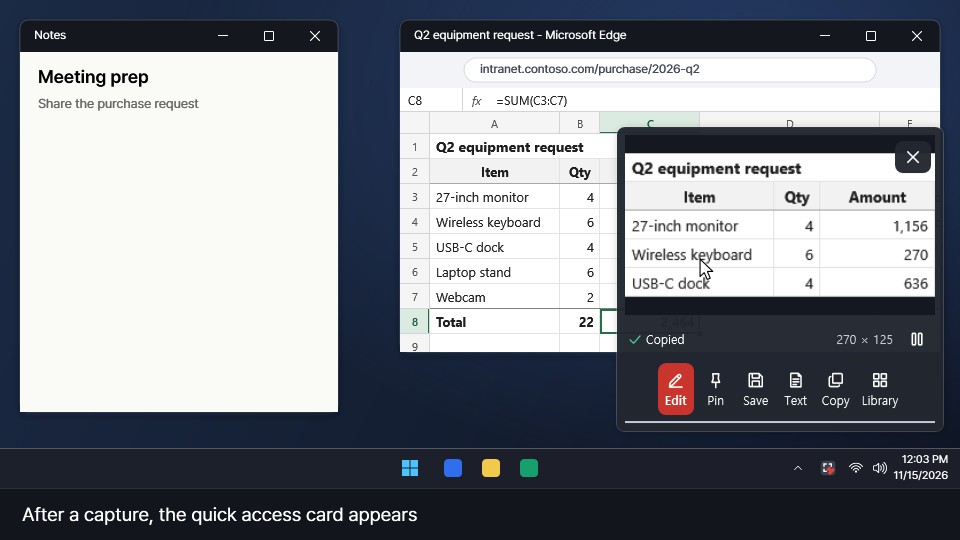 Notes
Meeting prep
Share the purchase request
Q2 equipment request - Microsoft Edge
intranet.contoso.com/purchase/2026-q2
C8 fx =SUM(C3:C7)
A B C D E
1 Q2 equipment request
2 Item Qty
3 27-inch monitor 4
4 Wireless keyboard 6
5 USB-C dock 4
6 Laptop stand 6
7 Webcam 2
8 Total 22
9
Q2 equipment request
Item Qty Amount
27-inch monitor 4 1,156
Wireless keyboard 6 270
USB-C dock 4 636
Copied 270 × 125
Edit Pin Save Text Copy Library
12:03 PM
11/15/2026
After a capture, the quick access card appears